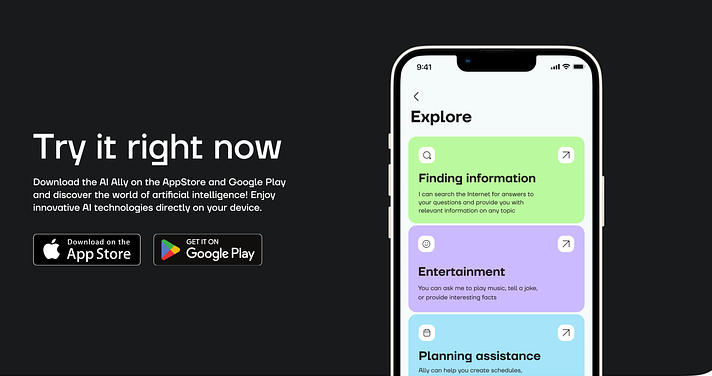 Try it right now
Download the AI Ally on the AppStore and Google Play
and discover the world of artificial intelligence! Enjoy
innovative AI technologies directly on your device.
Download on the
App Store
GET IT ON
Google Play
9:41
Explore
Finding information
I can search the Internet for answers to
your questions and provide you with
relevant information on any topic
Entertainment
You can ask me to play music, tell a joke,
or provide interesting facts
Planning assistance
Ally can help you create schedules,